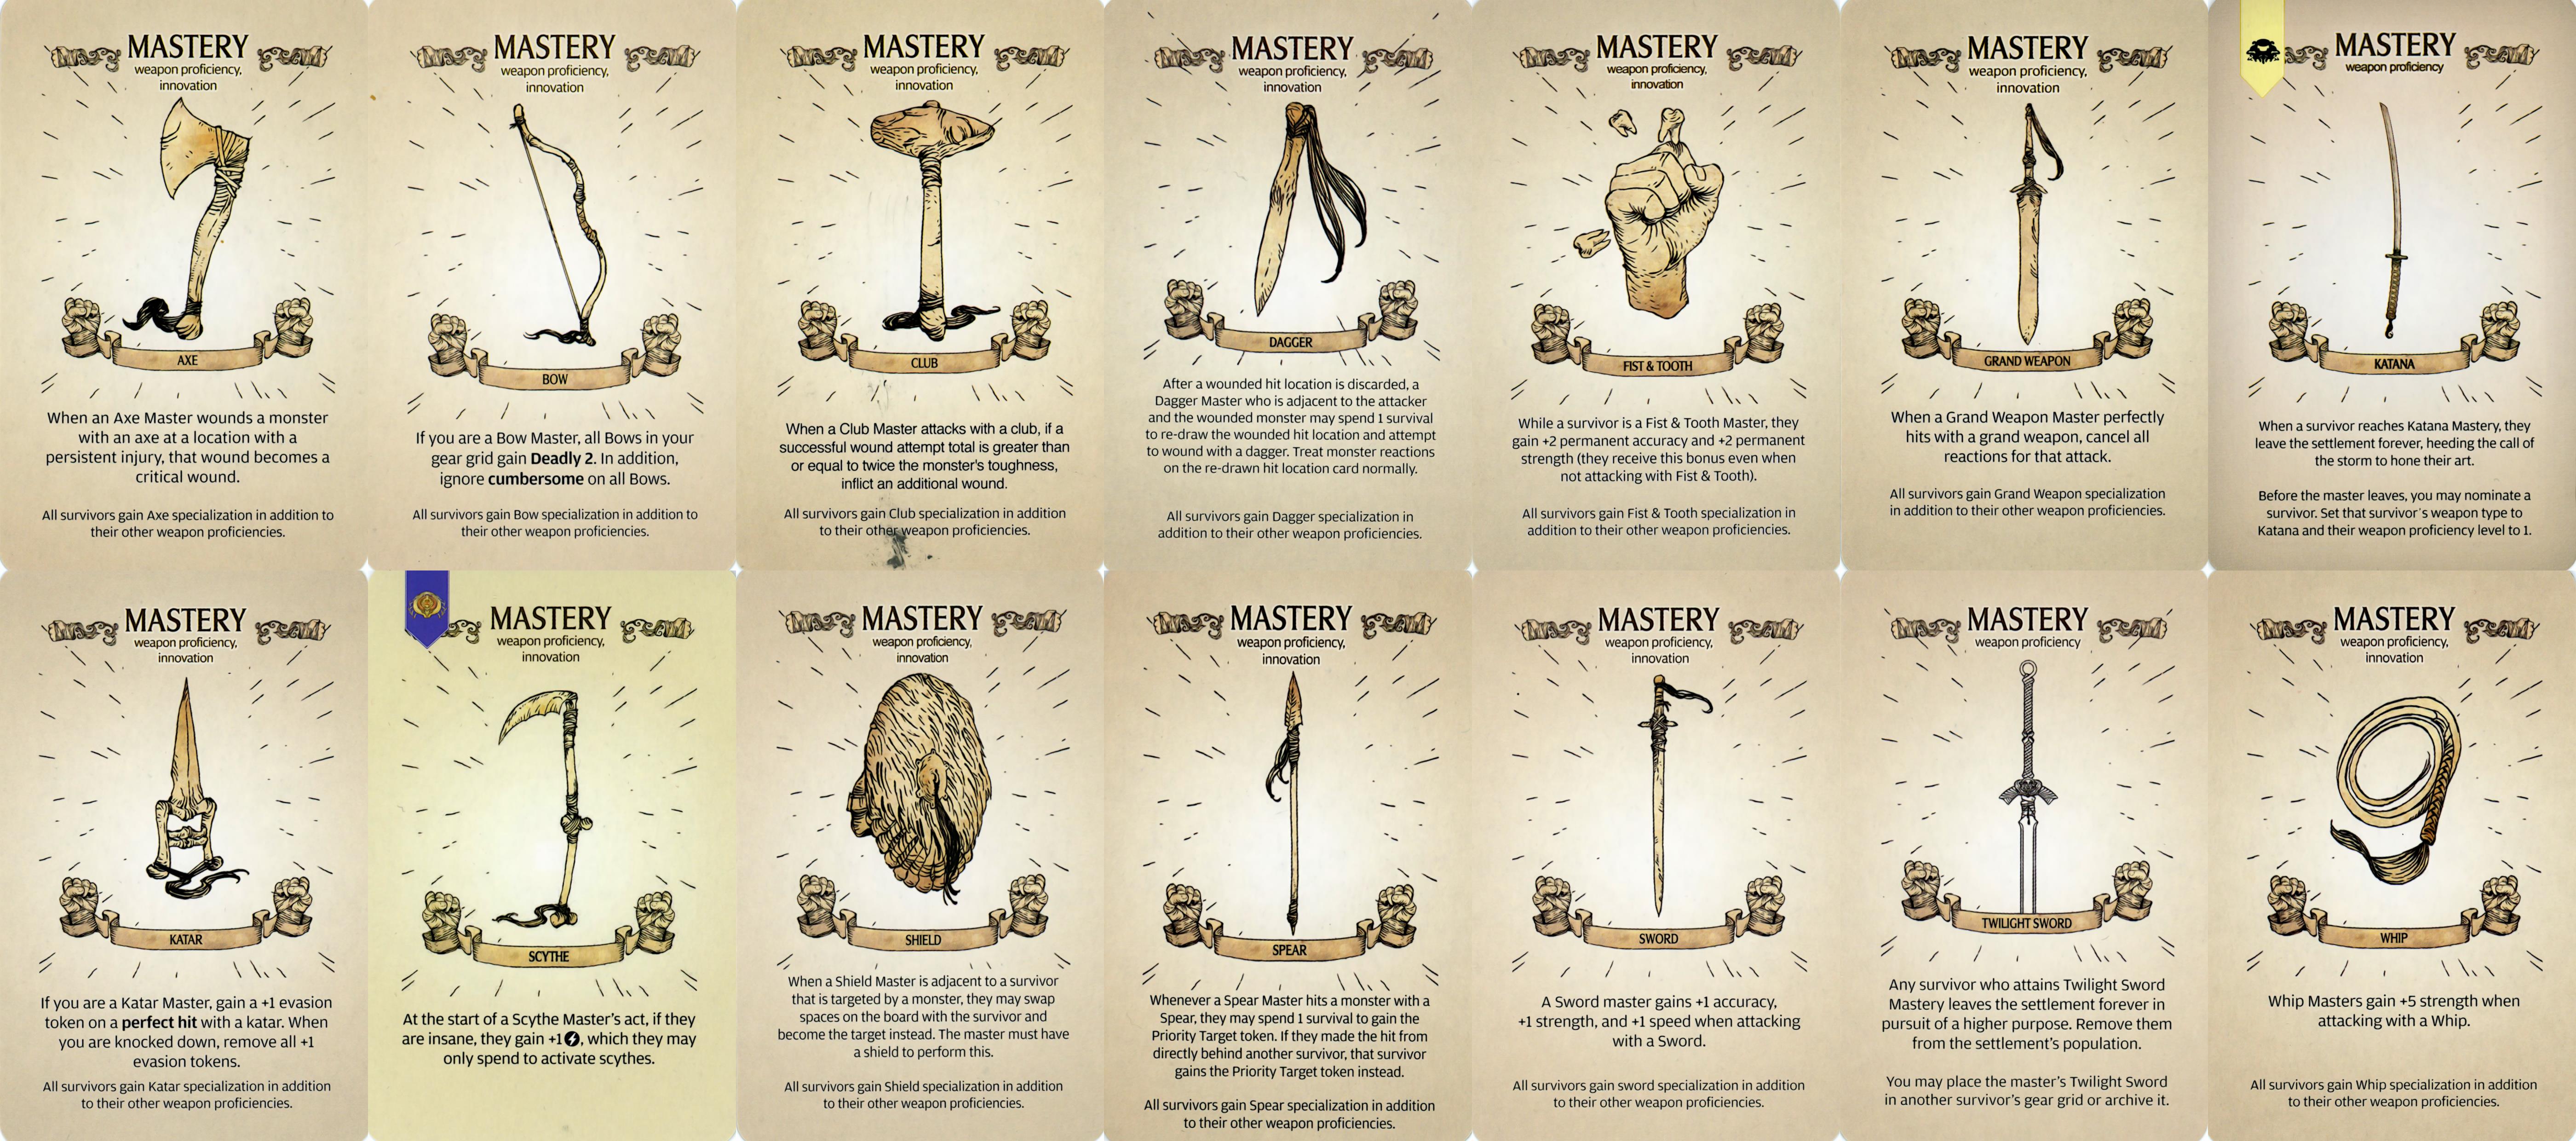 MASTERY
weapon proficiency,
innovation
AXE
When an Axe Master wounds a monster
with an axe at a location with a
persistent injury, that wound becomes a
critical wound.
All survivors gain Axe specialization in addition to
their other weapon proficiencies.
MASTERY
weapon proficiency,
innovation
BOW
If you are a Bow Master, all Bows in your
gear grid gain Deadly 2. In addition,
ignore cumbersome on all Bows.
All survivors gain Bow specialization in addition to
their other weapon proficiencies.
MASTERY
weapon proficiency,
innovation
CLUB
When a Club Master attacks with a club, if a
successful wound attempt total is greater than
or equal to twice the monster's toughness,
inflict an additional wound.
All survivors gain Club specialization in addition
to their other weapon proficiencies.
MASTERY
weapon proficiency,
innovation
DAGGER
After a wounded hit location is discarded, a
Dagger Master who is adjacent to the attacker
and the wounded monster may spend 1 survival
to re-draw the wounded hit location and attempt
to wound with a dagger. Treat monster reactions
on the re-drawn hit location card normally.
All survivors gain Dagger specialization in
addition to their other weapon proficiencies.
MASTERY
weapon proficiency,
innovation
FIST & TOOTH
While a survivor is a Fist & Tooth Master, they
gain +2 permanent accuracy and +2 permanent
strength (they receive this bonus even when
not attacking with Fist & Tooth).
All survivors gain Fist & Tooth specialization in
addition to their other weapon proficiencies.
MASTERY
weapon proficiency,
innovation
GRAND WEAPON
When a Grand Weapon Master perfectly
hits with a grand weapon, cancel all
reactions for that attack.
All survivors gain Grand Weapon specialization
in addition to their other weapon proficiencies.
MASTERY
weapon proficiency
KATANA
When a survivor reaches Katana Mastery, they
leave the settlement forever, heeding the call of
the storm to hone their art.
Before the master leaves, you may nominate a
survivor. Set that survivor's weapon type to
Katana and their weapon proficiency level to 1.
MASTERY
weapon proficiency,
innovation
KATAR
If you are a Katar Master, gain a +1 evasion
token on a perfect hit with a katar. When
you are knocked down, remove all +1
evasion tokens.
All survivors gain Katar specialization in addition
to their other weapon proficiencies.
MASTERY
weapon proficiency,
innovation
SCYTHE
At the start of a Scythe Master's act, if they
are insane, they gain +1, which they may
only spend to activate scythes.
MASTERY
weapon proficiency,
innovation
SHIELD
When a Shield Master is adjacent to a survivor
that is targeted by a monster, they may swap
spaces on the board with the survivor and
become the target instead. The master must have
a shield to perform this.
All survivors gain Shield specialization in addition
to their other weapon proficiencies.
MASTERY
weapon proficiency,
innovation
SPEAR
Whenever a Spear Master hits a monster with a
Spear, they may spend 1 survival to gain the
Priority Target token. If they made the hit from
directly behind another survivor, that survivor
gains the Priority Target token instead.
All survivors gain Spear specialization in addition
to their other weapon proficiencies.
MASTERY
weapon proficiency,
innovation
SWORD
A Sword master gains +1 accuracy,
+1 strength, and +1 speed when attacking
with a Sword.
All survivors gain sword specialization in addition
to their other weapon proficiencies.
MASTERY
weapon proficiency
TWILIGHT SWORD
Any survivor who attains Twilight Sword
Mastery leaves the settlement forever in
pursuit of a higher purpose. Remove them
from the settlement's population.
You may place the master's Twilight Sword
in another survivor's gear grid or archive it.
MASTERY
weapon proficiency,
innovation
WHIP
Whip Masters gain +5 strength when
attacking with a Whip.
All survivors gain Whip specialization in addition
to their other weapon proficiencies.